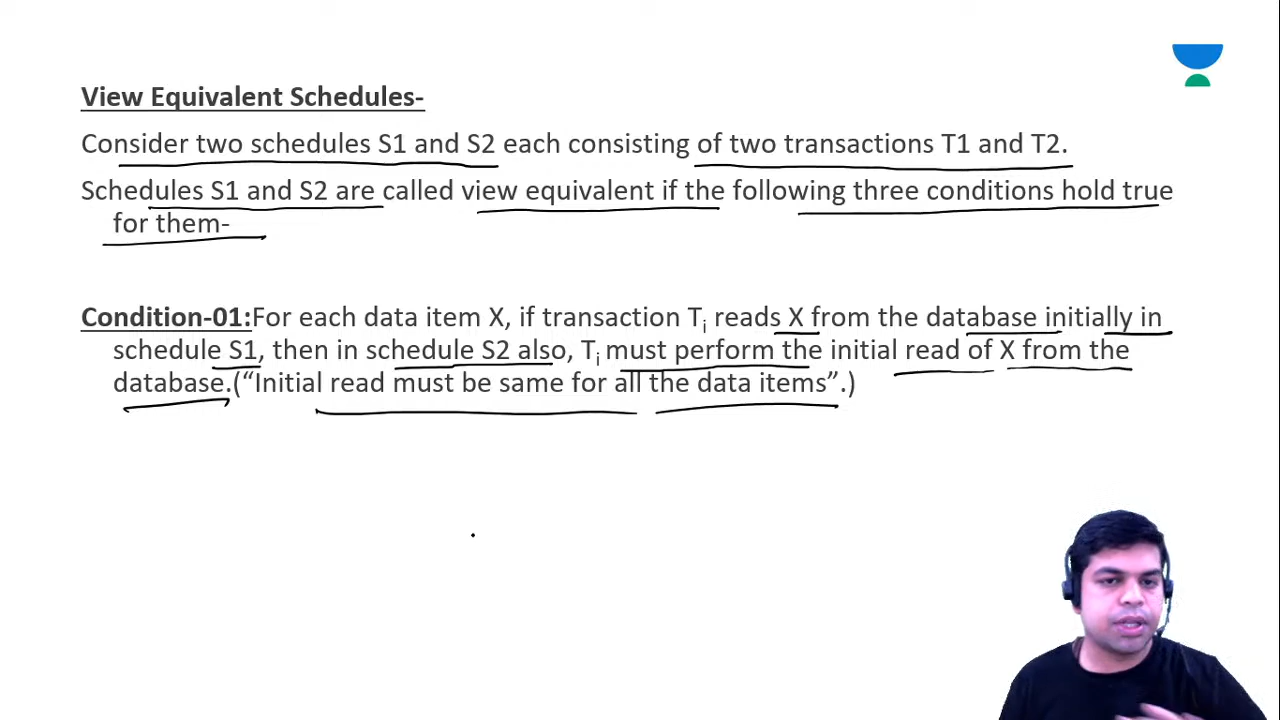 View Equivalent Schedules-
Consider two schedules S1 and S2 each consisting of two transactions T1 and T2.
Schedules S1 and S2 are called view equivalent if the following three conditions hold true
for them-
Condition-01:For each data item X, if transaction Ti reads X from the database initially in
schedule S1, then in schedule S2 also, Ti must perform the initial read of X from the
database.(“Initial read must be same for all the data items”.)